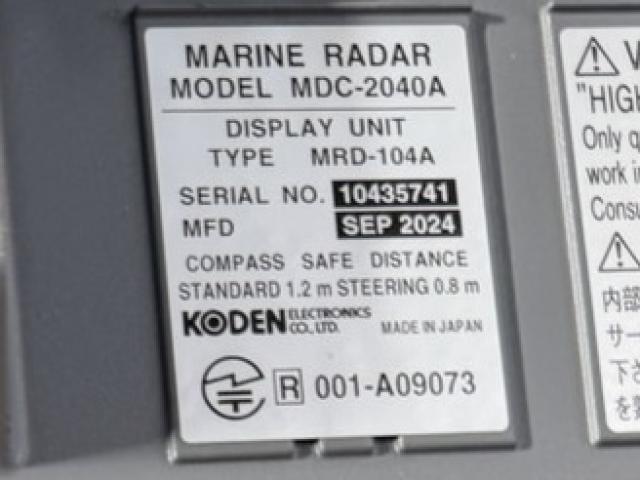 MARINE RADAR
MODEL MDC-2040A
DISPLAY UNIT
TYPE MRD-104A
SERIAL NO. 10435741
MFD SEP 2024
COMPASS SAFE DISTANCE
STANDARD 1.2 m STEERING 0.8 m
KODEN ELECTRONICS CO., LTD. MADE IN JAPAN
R 001-A09073
"HIGH
Only
work in
Consu
内部
サー
下さ
を